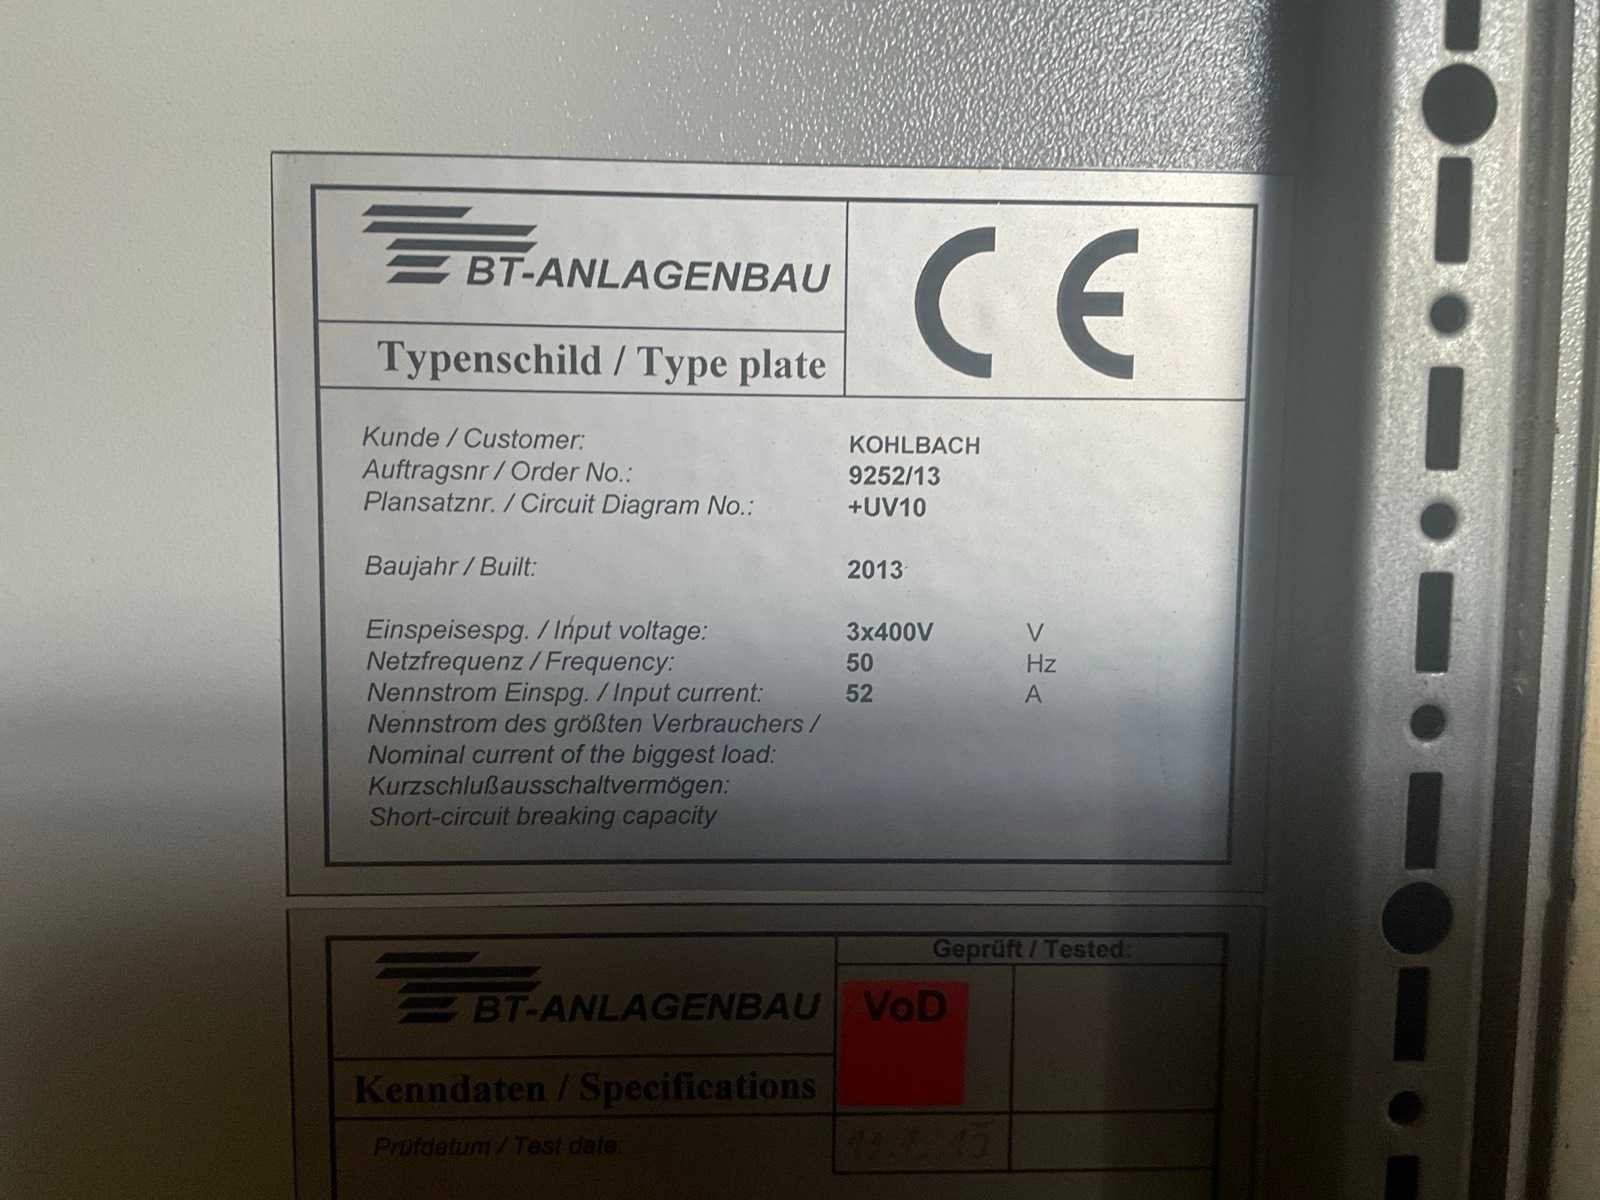 BT-ANLAGENBAU
CE
Typenschild / Type plate
Kunde / Customer: KOHLBACH
Auftragsnr / Order No.: 9252/13
Plansatznr. / Circuit Diagram No.: +UV10
Baujahr / Built: 2013
Einspeisespg. / Input voltage: 3x400V V
Netzfrequenz / Frequency: 50 Hz
Nennstrom Einspg. / Input current: 52 A
Nennstrom des größten Verbrauchers /
Nominal current of the biggest load:
Kurzschlußausschaltvermögen:
Short-circuit breaking capacity
Geprüft / Tested:
BT-ANLAGENBAU
VoD
Kenndaten / Specifications
Prüfdatum / Test date: